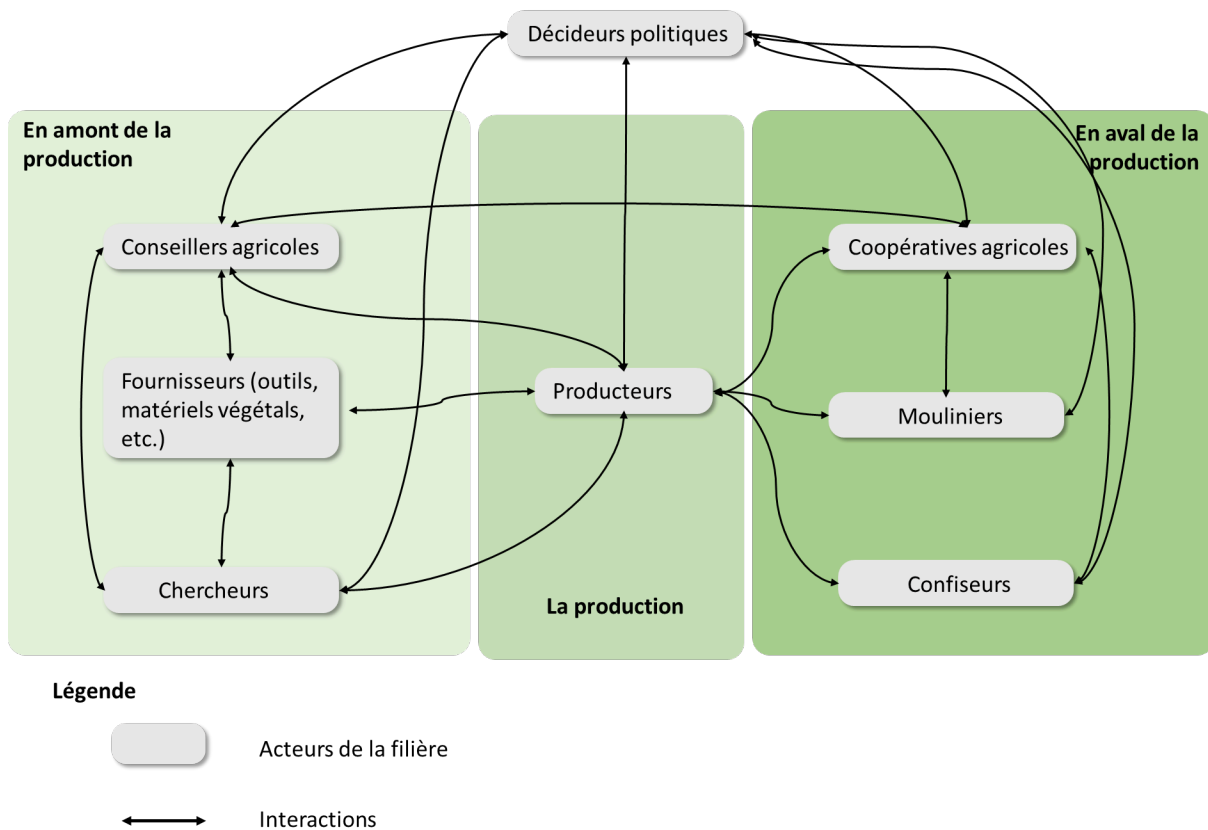 Décideurs politiques
En amont de la
production
En aval de la
production
Conseillers agricoles
Coopératives agricoles
Fournisseurs (outils,
matériels végétals,
etc.)
Producteurs
Mouliniers
Chercheurs
Confiseurs
La production
Légende
Acteurs de la filière
Interactions